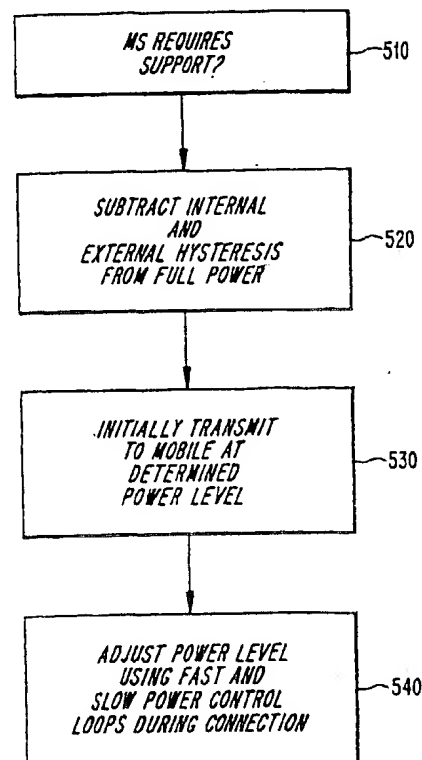 MS REQUIRES
SUPPORT?
510
SUBTRACT INTERNAL
AND
EXTERNAL HYSTERESIS
FROM FULL POWER
520
INITIALLY TRANSMIT
TO MOBILE AT
DETERMINED
POWER LEVEL
530
ADJUST POWER LEVEL
USING FAST AND
SLOW POWER CONTROL
LOOPS DURING CONNECTION
540